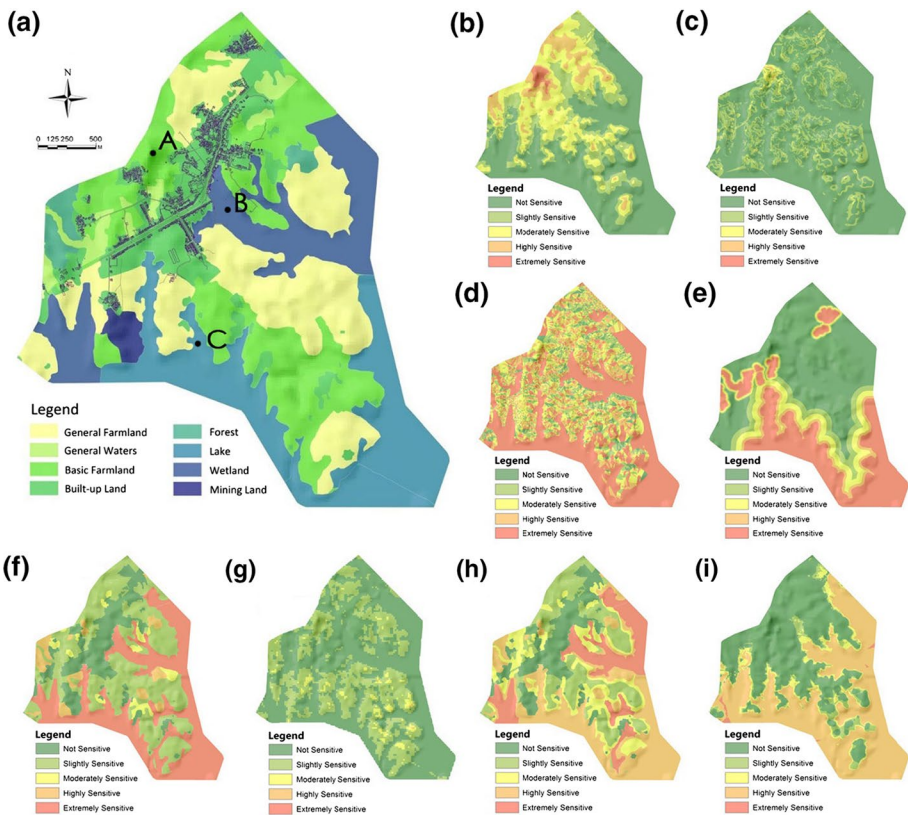 (a)
N
0 125 250 500
M
A
B
C
Legend
General Farmland
General Waters
Basic Farmland
Built-up Land
Forest
Lake
Wetland
Mining Land
(b)
Legend
Not Sensitive
Slightly Sensitive
Moderately Sensitive
Highly Sensitive
Extremely Sensitive
(c)
Legend
Not Sensitive
Slightly Sensitive
Moderately Sensitive
Highly Sensitive
Extremely Sensitive
(d)
Legend
Not Sensitive
Slightly Sensitive
Moderately Sensitive
Highly Sensitive
Extremely Sensitive
(e)
Legend
Not Sensitive
Slightly Sensitive
Moderately Sensitive
Highly Sensitive
Extremely Sensitive
(f)
Legend
Not Sensitive
Slightly Sensitive
Moderately Sensitive
Highly Sensitive
Extremely Sensitive
(g)
Legend
Not Sensitive
Slightly Sensitive
Moderately Sensitive
Highly Sensitive
Extremely Sensitive
(h)
Legend
Not Sensitive
Slightly Sensitive
Moderately Sensitive
Highly Sensitive
Extremely Sensitive
(i)
Legend
Not Sensitive
Slightly Sensitive
Moderately Sensitive
Highly Sensitive
Extremely Sensitive